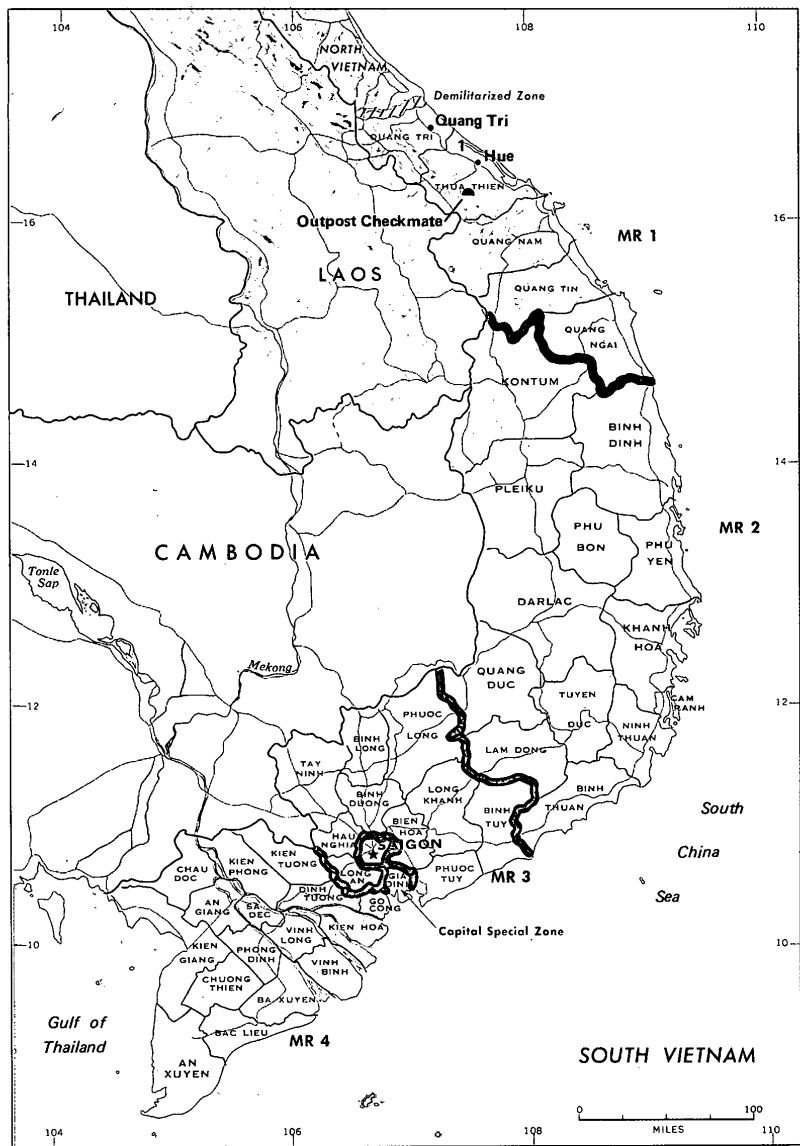 104
106
108
110
NORTH
VIETNAM
Demilitarized Zone
Quang Tri
QUANG TRI
1
Hue
THUA THIEN
Outpost Checkmate
16
16
QUANG NAM
MR 1
LAOS
THAILAND
QUANG TIN
QUANG
NGAI
KONTUM
BINH
DINH
14
14
PLEIKU
PHU
BON
MR 2
PHU
YEN
CAMBODIA
Tonle
Sap
DARLAC
KHANH
HOA
Mekong
QUANG
DUC
TUYEN
DUC
CAM
RANH
12
12
PHUOC
LONG
NINH
THUAN
BINH
LONG
LAM DONG
TAY
NINH
BINH
DUONG
LONG
KHANH
BINH
TUY
BINH
THUAN
South
China
Sea
BIEN
HOA
HAU
NGHIA
SAIGON
CHAU
DOC
KIEN
PHONG
KIEN
TUONG
LONG
AN
GIA
DINH
PHUOC
TUY
MR 3
AN
GIANG
SA
DEC
DINH
TUONG
GO
CONG
Capital Special Zone
VINH
LONG
KIEN HOA
10
10
KIEN
GIANG
PHONG
DINH
VINH
BINH
CHUONG
THIEN
BA XUYEN
Gulf of
Thailand
BAC LIEU
MR 4
AN
XUYEN
SOUTH VIETNAM
0
100
MILES
104
106
108
110